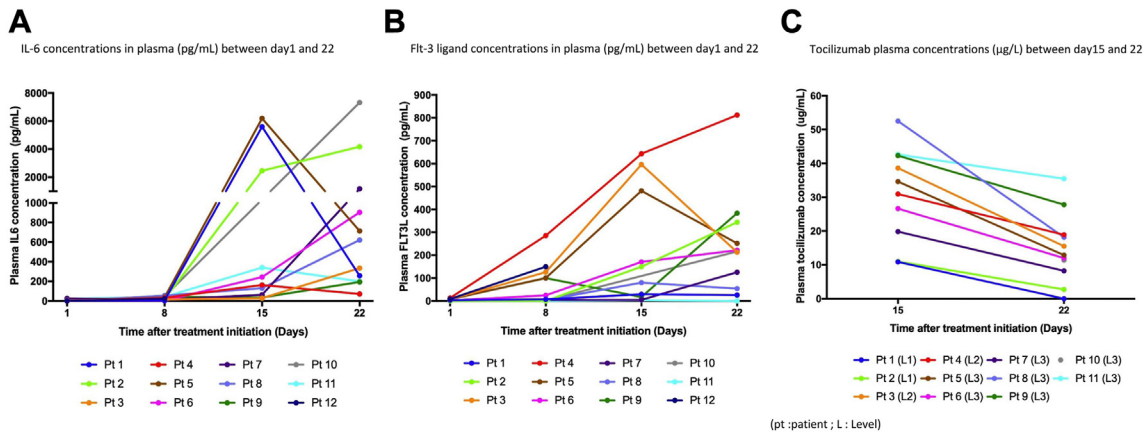 A
IL-6 concentrations in plasma (pg/mL) between day1 and 22
Plasma IL6 concentration (pg/mL)
8000
6000
4000
2000
1000
800
600
400
200
0
1 8 15 22
Time after treatment initiation (Days)
Pt 1 Pt 4 Pt 7 Pt 10
Pt 2 Pt 5 Pt 8 Pt 11
Pt 3 Pt 6 Pt 9 Pt 12
B
Flt-3 ligand concentrations in plasma (pg/mL) between day1 and 22
Plasma FLT3L concentration (pg/mL)
900
800
700
600
500
400
300
200
100
0
1 8 15 22
Time after treatment initiation (Days)
Pt 1 Pt 4 Pt 7 Pt 10
Pt 2 Pt 5 Pt 8 Pt 11
Pt 3 Pt 6 Pt 9 Pt 12
C
Tocilizumab plasma concentrations (µg/L) between day15 and 22
Plasma tocilizumab concentration (ug/mL)
60
50
40
30
20
10
0
15 22
Time after treatment initiation (Days)
Pt 1 (L1) Pt 4 (L2) Pt 7 (L3) Pt 10 (L3)
Pt 2 (L1) Pt 5 (L3) Pt 8 (L3) Pt 11 (L3)
Pt 3 (L2) Pt 6 (L3) Pt 9 (L3)
(pt :patient ; L : Level)